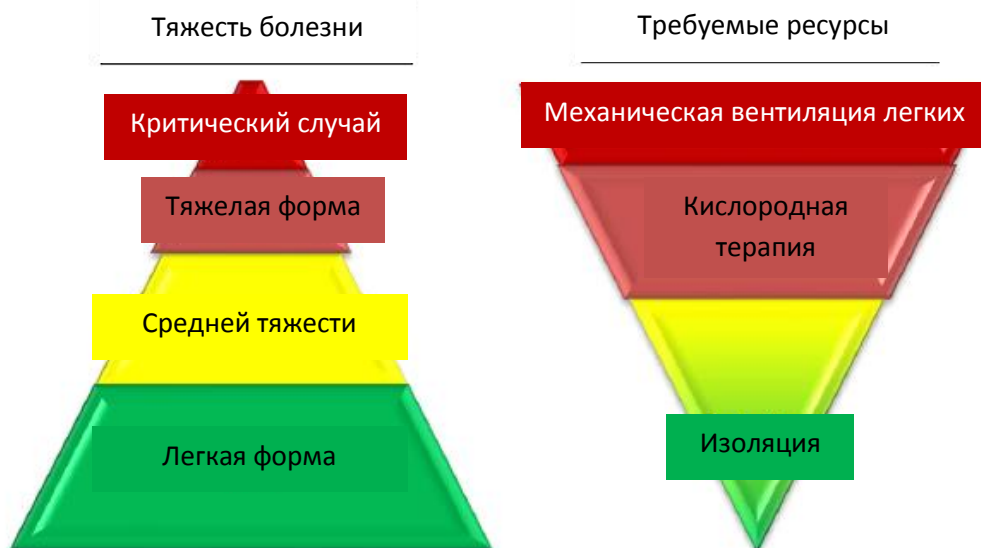 Тяжесть болезни
Критический случай
Тяжелая форма
Средней тяжести
Легкая форма
Требуемые ресурсы
Механическая вентиляция легких
Кислородная
терапия
Изоляция